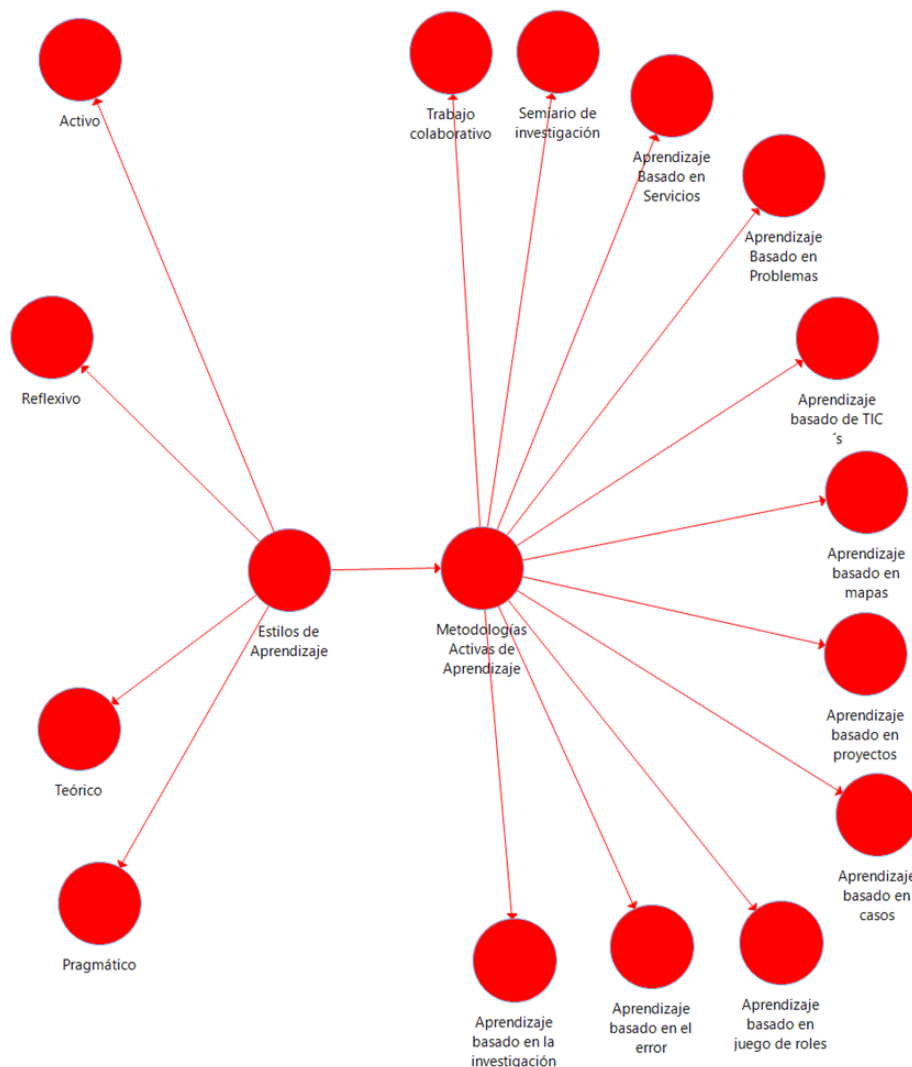 Activo
Trabajo
colaborativo
Semiario de
investigación
Aprendizaje
Basado en
Servicios
Aprendizaje
Basado en
Problemas
Reflexivo
Aprendizaje
basado de TIC
´s
Aprendizaje
basado en
mapas
Estilos de
Aprendizaje
Metodologías
Activas de
Aprendizaje
Aprendizaje
basado en
proyectos
Teórico
Aprendizaje
basado en
casos
Pragmático
Aprendizaje
basado en la
investigación
Aprendizaje
basado en el
error
Aprendizaje
basado en
juego de roles